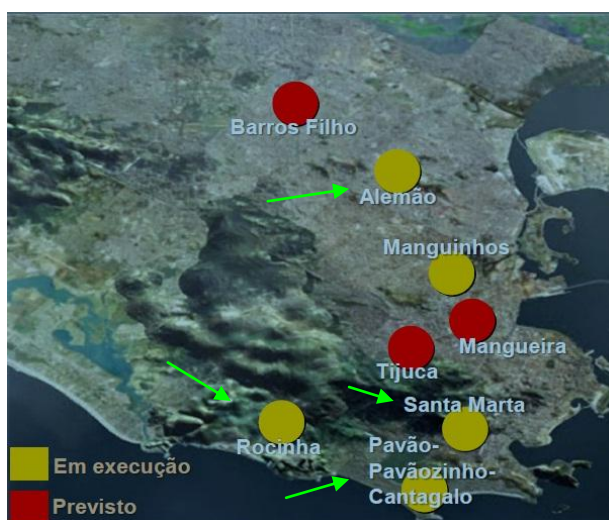 Barros Filho
Alemão
Manguinhos
Mangueira
Tijuca
Santa Marta
Rocinha
Pavão-
Pavãozinho-
Cantagalo
Em execução
Previsto